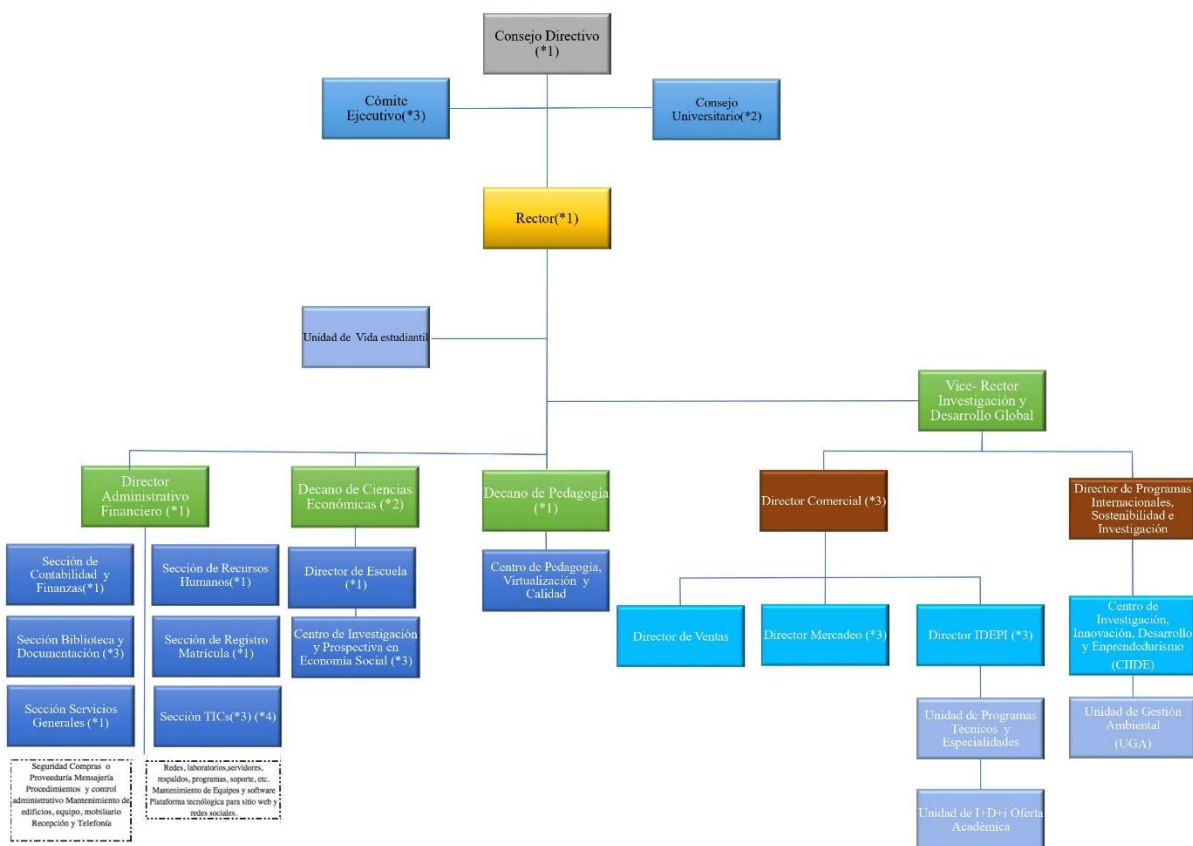 Consejo Directivo
(*1)
Cómite
Ejecutivo(*3)
Consejo
Universitario(*2)
Rector(*1)
Unidad de Vida estudiantil
Vice- Rector
Investigación y
Desarrollo Global
Director
Administrativo
Financiero (*1)
Decano de Ciencias
Económicas (*2)
Decano de Pedagogía
(*1)
Director Comercial (*3)
Director de Programas
Internacionales,
Sostenibilidad e
Investigación
Sección de
Contabilidad y
Finanzas(*1)
Sección de Recursos
Humanos(*1)
Director de Escuela
(*1)
Centro de Pedagogía,
Virtualización y
Calidad
Sección Biblioteca y
Documentación (*3)
Sección de Registro
Matrícula(*1)
Centro de Investigación
y Prospectiva en
Economía Social (*3)
Director de Ventas
Director Mercadeo (*3)
Director IDEPI (*3)
Centro de
Investigación,
Innovación, Desarrollo
y Enprendedurismo
(CIIDE)
Sección Servicios
Generales (*1)
Sección TICs(*3) (*4)
Unidad de Programas
Técnicos y
Especialidades
Unidad de Gestión
Ambiental
(UGA)
Seguridad Compras o
Proveeduría Mensajería
Procedimientos y control
administrativo Mantenimiento de
edificios, equipo, mobiliario
Recepción y Telefonía
Redes, laboratorios,servidores,
respaldos, programas, soporte, etc.
Mantenimiento de Equipos y software
Plataforma tecnólogica para sitio web y
redes sociales.
Unidad de I+D+i Oferta
Académica